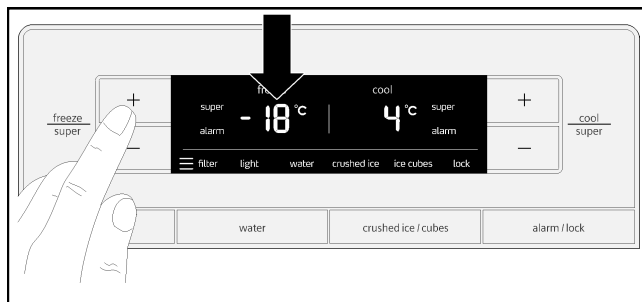 fre cool
super -18 °C 4 °C super
alarm alarm
filter light water crushed ice ice cubes lock
freeze
super
+
−
+
−
cool
super
water crushed ice / cubes alarm / lock